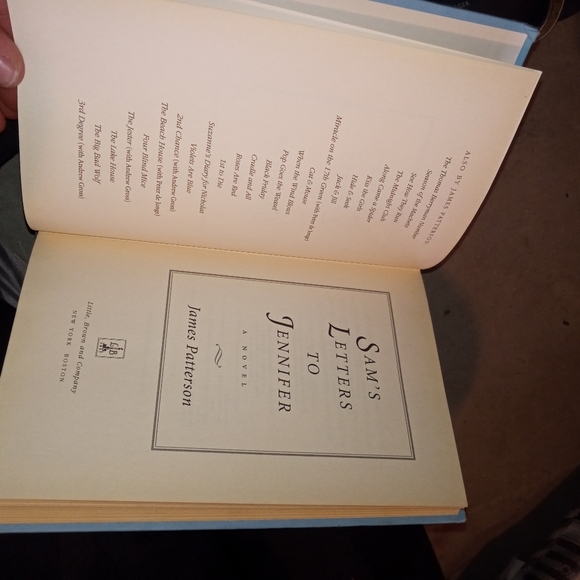 ALSO BY JAMES PATTERSON
The Thomas Berryman Number
Season of the Machete
See How They Run
The Midnight Club
Along Came a Spider
Kiss the Girls
Hide & Seek
Jack & Jill
Miracle on the 17th Green (with Peter de Jonge)
Cat & Mouse
When the Wind Blows
Pop Goes the Weasel
Black Friday
Cradle and All
Roses Are Red
1st to Die
Suzanne's Diary for Nicholas
Violets Are Blue
2nd Chance (with Andrew Gross)
The Beach House (with Peter de Jonge)
Four Blind Mice
The Jester (with Andrew Gross)
The Lake House
The Big Bad Wolf
3rd Degree (with Andrew Gross)
SAM'S
LETTERS
TO
JENNIFER
A NOVEL
James Patterson
LB
Little, Brown and Company
NEW YORK BOSTON